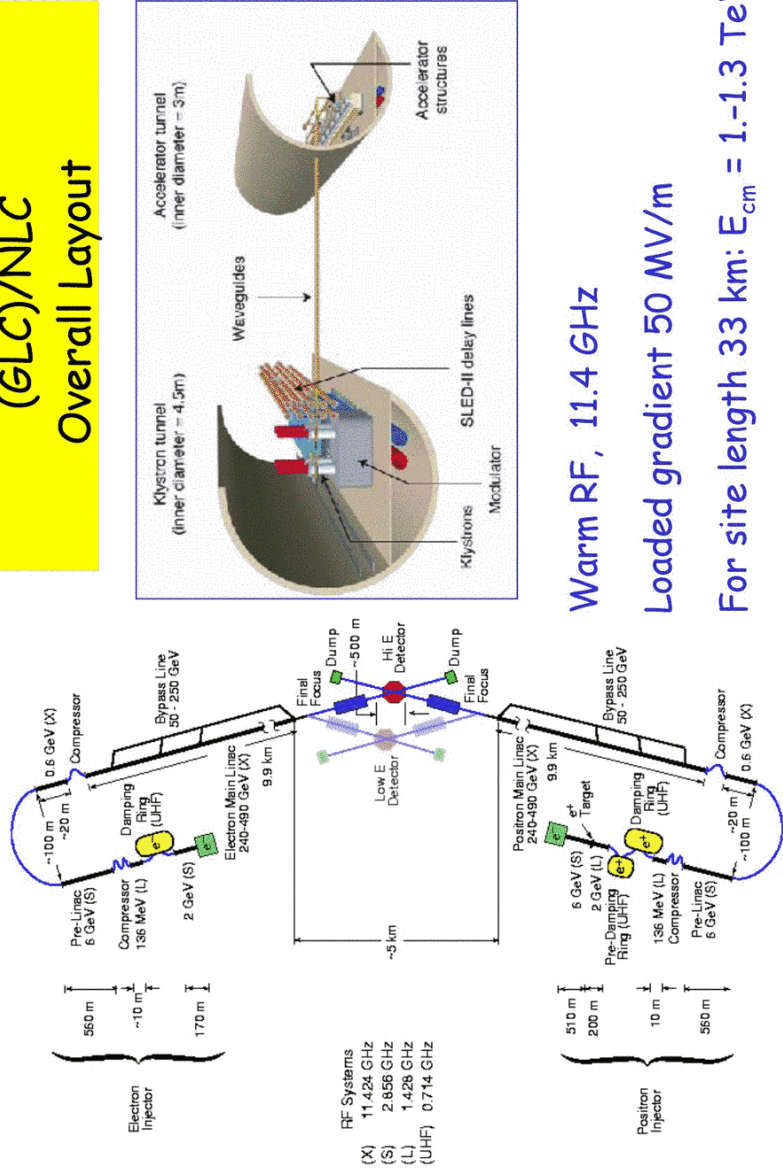 (GLC)/NLC
Overall Layout
Klystron tunnel
(inner diameter = 4.5m)
Accelerator tunnel
(inner diameter = 3m)
Waveguides
Klystrons
Modulator
SLED-II delay lines
Accelerator
structures
Warm RF, 11.4 GHz
Loaded gradient 50 MV/m
For site length 33 km: Ecm = 1.-1.3 TeV
Electron
Injector
560 m
~10 m
170 m
Pre-Linac
6 GeV (S)
Compressor
136 MeV (L)
2 GeV (S)
Damping
Ring
(UHF)
e-
e-
~100 m
~20 m
0.6 GeV (X)
Compressor
Electron Main Linac
240-490 GeV (X)
9.9 km
Bypass Line
50 - 250 GeV
RF Systems
(X) 11.424 GHz
(S) 2.856 GHz
(L) 1.428 GHz
(UHF) 0.714 GHz
~5 km
Low E
Detector
Final
Focus
Dump
~500 m
Hi E
Detector
Dump
Final
Focus
Positron
Injector
510 m
200 m
10 m
560 m
6 GeV (S)
2 GeV (L)
Pre-Damping
Ring (UHF)
136 MeV (L)
Compressor
Pre-Linac
6 GeV (S)
e-
e+
Target
e+
e+
Damping
Ring
(UHF)
~20 m
~100 m
Positron Main Linac
240-490 GeV (X)
9.9 km
Bypass Line
50 - 250 GeV
Compressor
0.6 GeV (X)